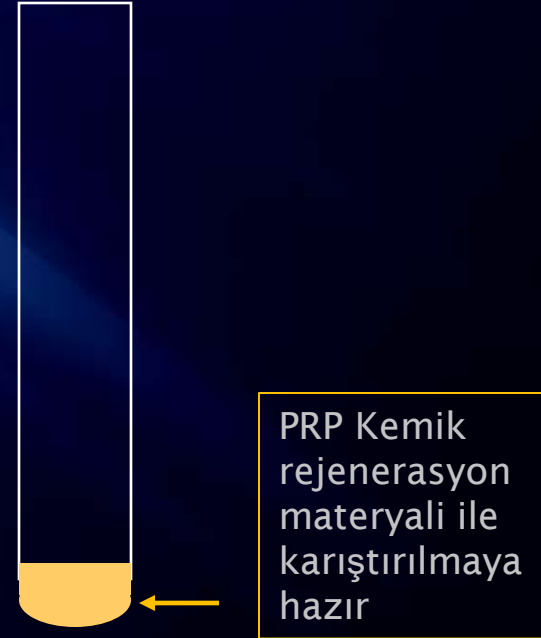 PRP Kemik
rejenerasyon
materyali ile
karıştırılmaya
hazır